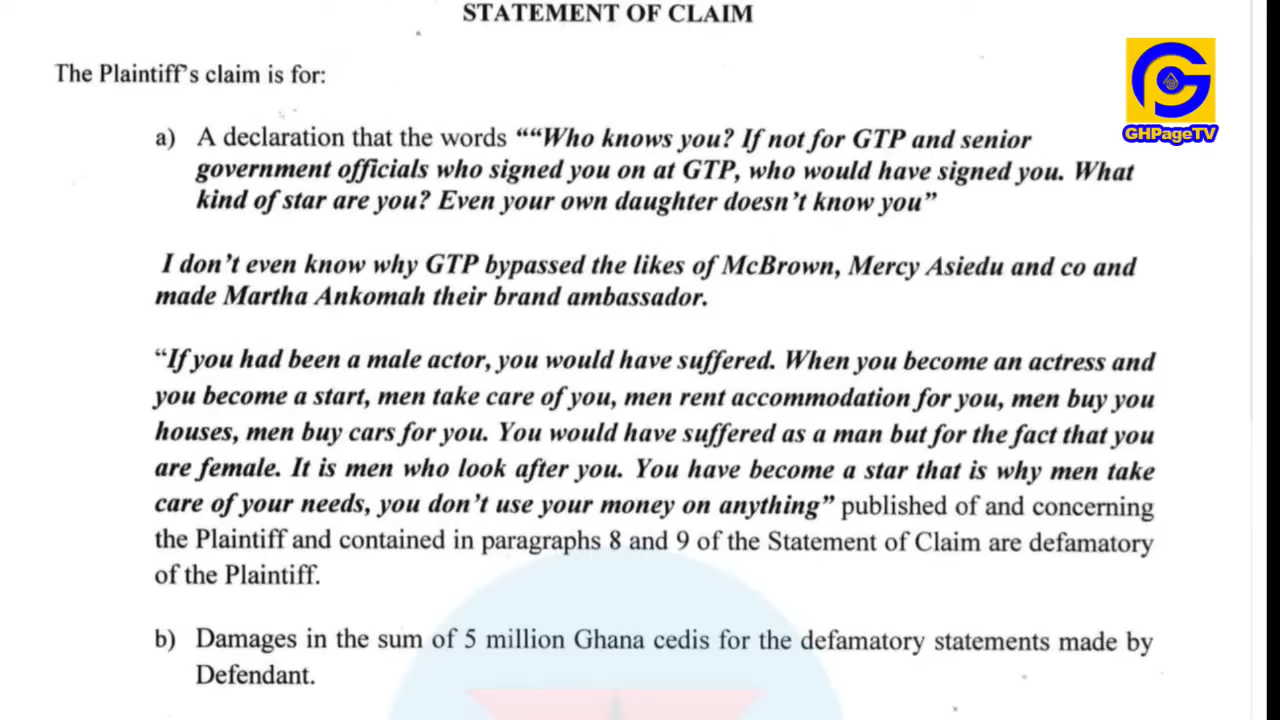 STATEMENT OF CLAIM
GHPageTV
The Plaintiff's claim is for:
a) A declaration that the words ““Who knows you? If not for GTP and senior
government officials who signed you on at GTP, who would have signed you. What
kind of star are you? Even your own daughter doesn't know you”
I don't even know why GTP bypassed the likes of McBrown, Mercy Asiedu and co and
made Martha Ankomah their brand ambassador.
“If you had been a male actor, you would have suffered. When you become an actress and
you become a start, men take care of you, men rent accommodation for you, men buy you
houses, men buy cars for you. You would have suffered as a man but for the fact that you
are female. It is men who look after you. You have become a star that is why men take
care of your needs, you don't use your money on anything” published of and concerning
the Plaintiff and contained in paragraphs 8 and 9 of the Statement of Claim are defamatory
of the Plaintiff.
b) Damages in the sum of 5 million Ghana cedis for the defamatory statements made by
Defendant.